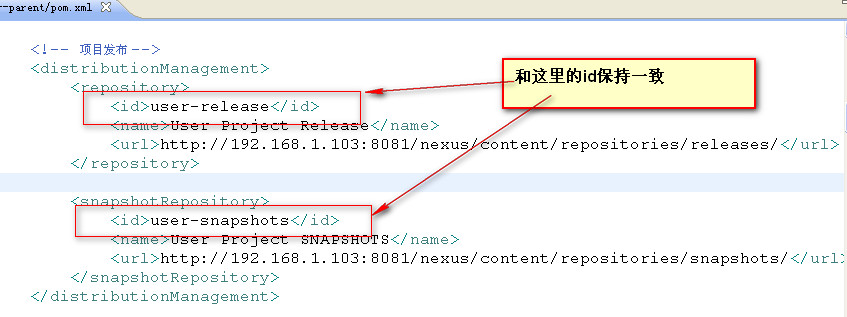 r-parent/pom.xml
<!-- 项目发布 -->
<distributionManagement>
<repository>
<id>user-release</id>
<name>User Project Release</name>
<url>http://192.168.1.103:8081/nexus/content/repositories/releases/</url>
</repository>
<snapshotRepository>
<id>user-snapshots</id>
<name>User Project SNAPSHOTS</name>
<url>http://192.168.1.103:8081/nexus/content/repositories/snapshots/</url>
</snapshotRepository>
</distributionManagement>
和这里的id保持一致